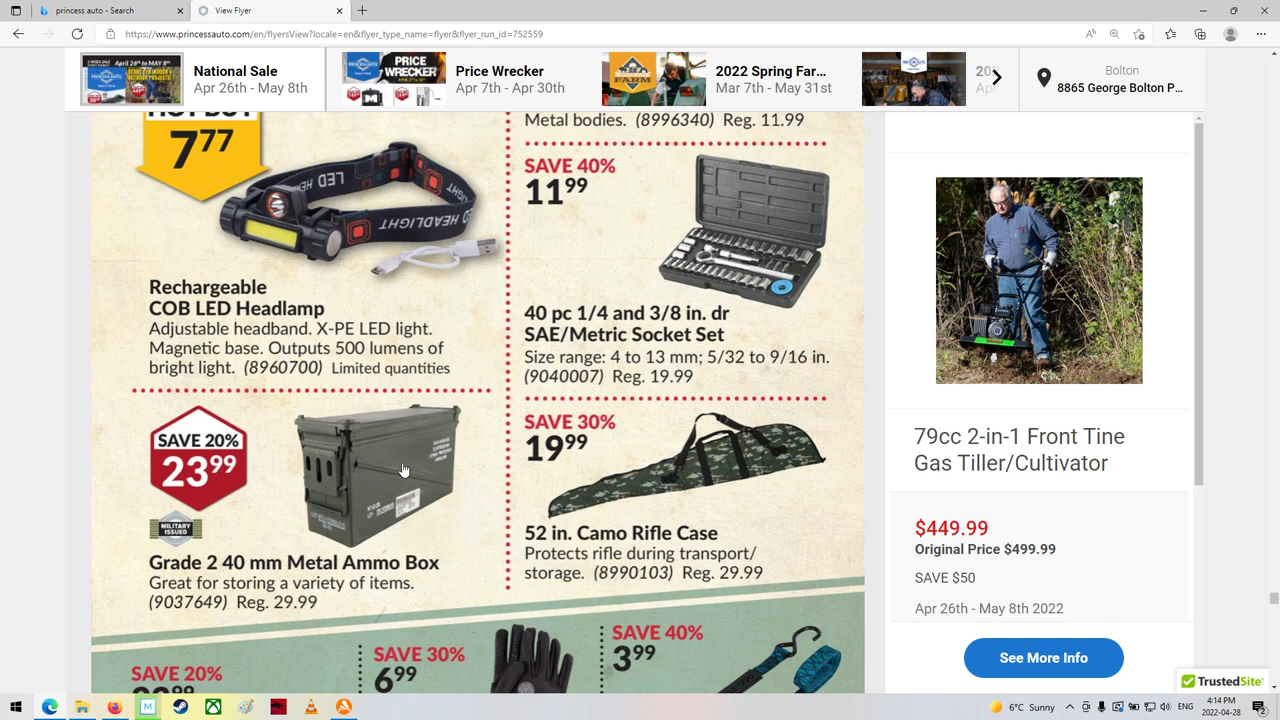 princess auto - Search
View Flyer
https://www.princessauto.com/en/flyersView?locale=en&flyer_type_name=flyer&flyer_run_id=752559
National Sale
Apr 26th - May 8th
Price Wrecker
Apr 7th - Apr 30th
2022 Spring Far...
Mar 7th - May 31st
Bolton
8865 George Bolton P...
7 77
LED HEADLIGHT
Rechargeable
COB LED Headlamp
Adjustable headband. X-PE LED light.
Magnetic base. Outputs 500 lumens of
bright light. (8960700) Limited quantities
SAVE 20%
23 99
MILITARY
ISSUED
Grade 2 40 mm Metal Ammo Box
Great for storing a variety of items.
(9037649) Reg. 29.99
Metal bodies. (8996340) Reg. 11.99
SAVE 40%
11 99
40 pc 1/4 and 3/8 in. dr
SAE/Metric Socket Set
Size range: 4 to 13 mm; 5/32 to 9/16 in.
(9040007) Reg. 19.99
SAVE 30%
19 99
52 in. Camo Rifle Case
Protects rifle during transport/
storage. (8990103) Reg. 29.99
SAVE 20%
SAVE 30%
6 99
SAVE 40%
3 99
79cc 2-in-1 Front Tine
Gas Tiller/Cultivator
$449.99
Original Price $499.99
SAVE $50
Apr 26th - May 8th 2022
See More Info
TrustedSite
6°C Sunny
ENG
4:14 PM
2022-04-28